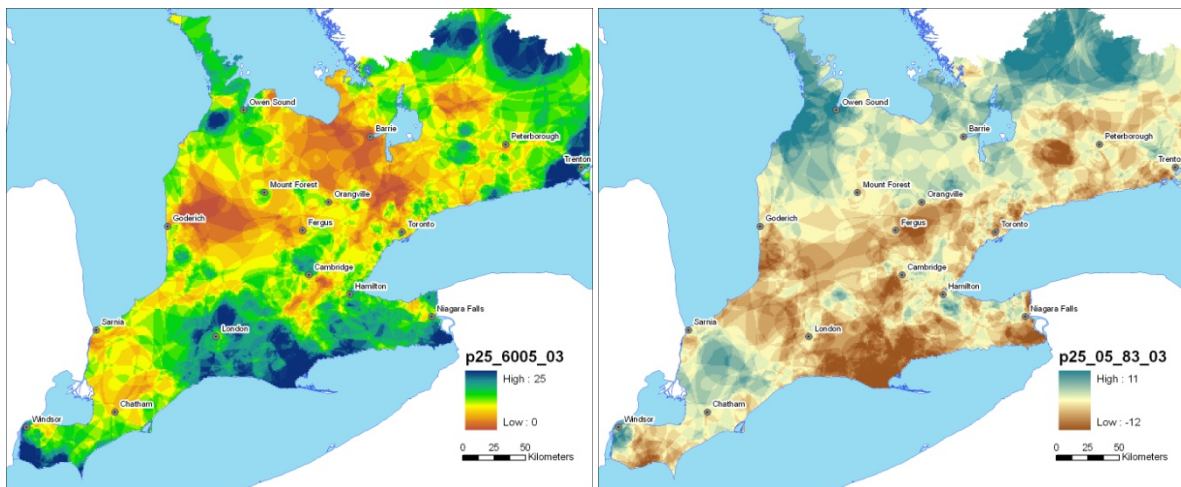 Owen Sound
Barrie
Peterborough
Trenton
Mount Forest
Orangville
Goderich
Fergus
Toronto
Cambridge
Hamilton
Niagara Falls
Sarnia
London
Chatham
Windsor
p25_6005_03
High : 25
Low : 0
0 25 50
Kilometers
Owen Sound
Barrie
Peterborough
Trenton
Mount Forest
Orangville
Goderich
Fergus
Toronto
Cambridge
Hamilton
Niagara Falls
Sarnia
London
Chatham
Windsor
p25_05_83_03
High : 11
Low : -12
0 25 50
Kilometers